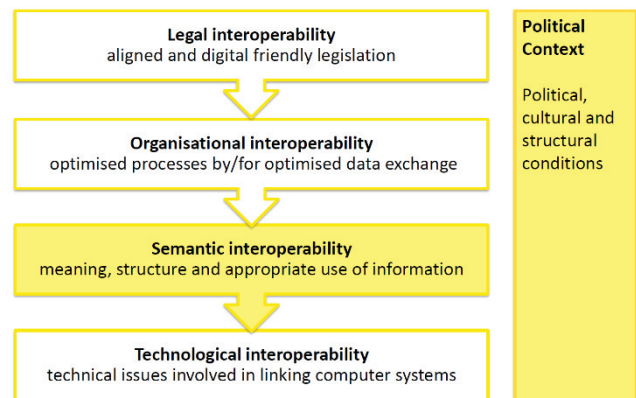 Legal interoperability
aligned and digital friendly legislation
Organisational interoperability
optimised processes by/for optimised data exchange
Semantic interoperability
meaning, structure and appropriate use of information
Technological interoperability
technical issues involved in linking computer systems
Political
Context
Political,
cultural and
structural
conditions